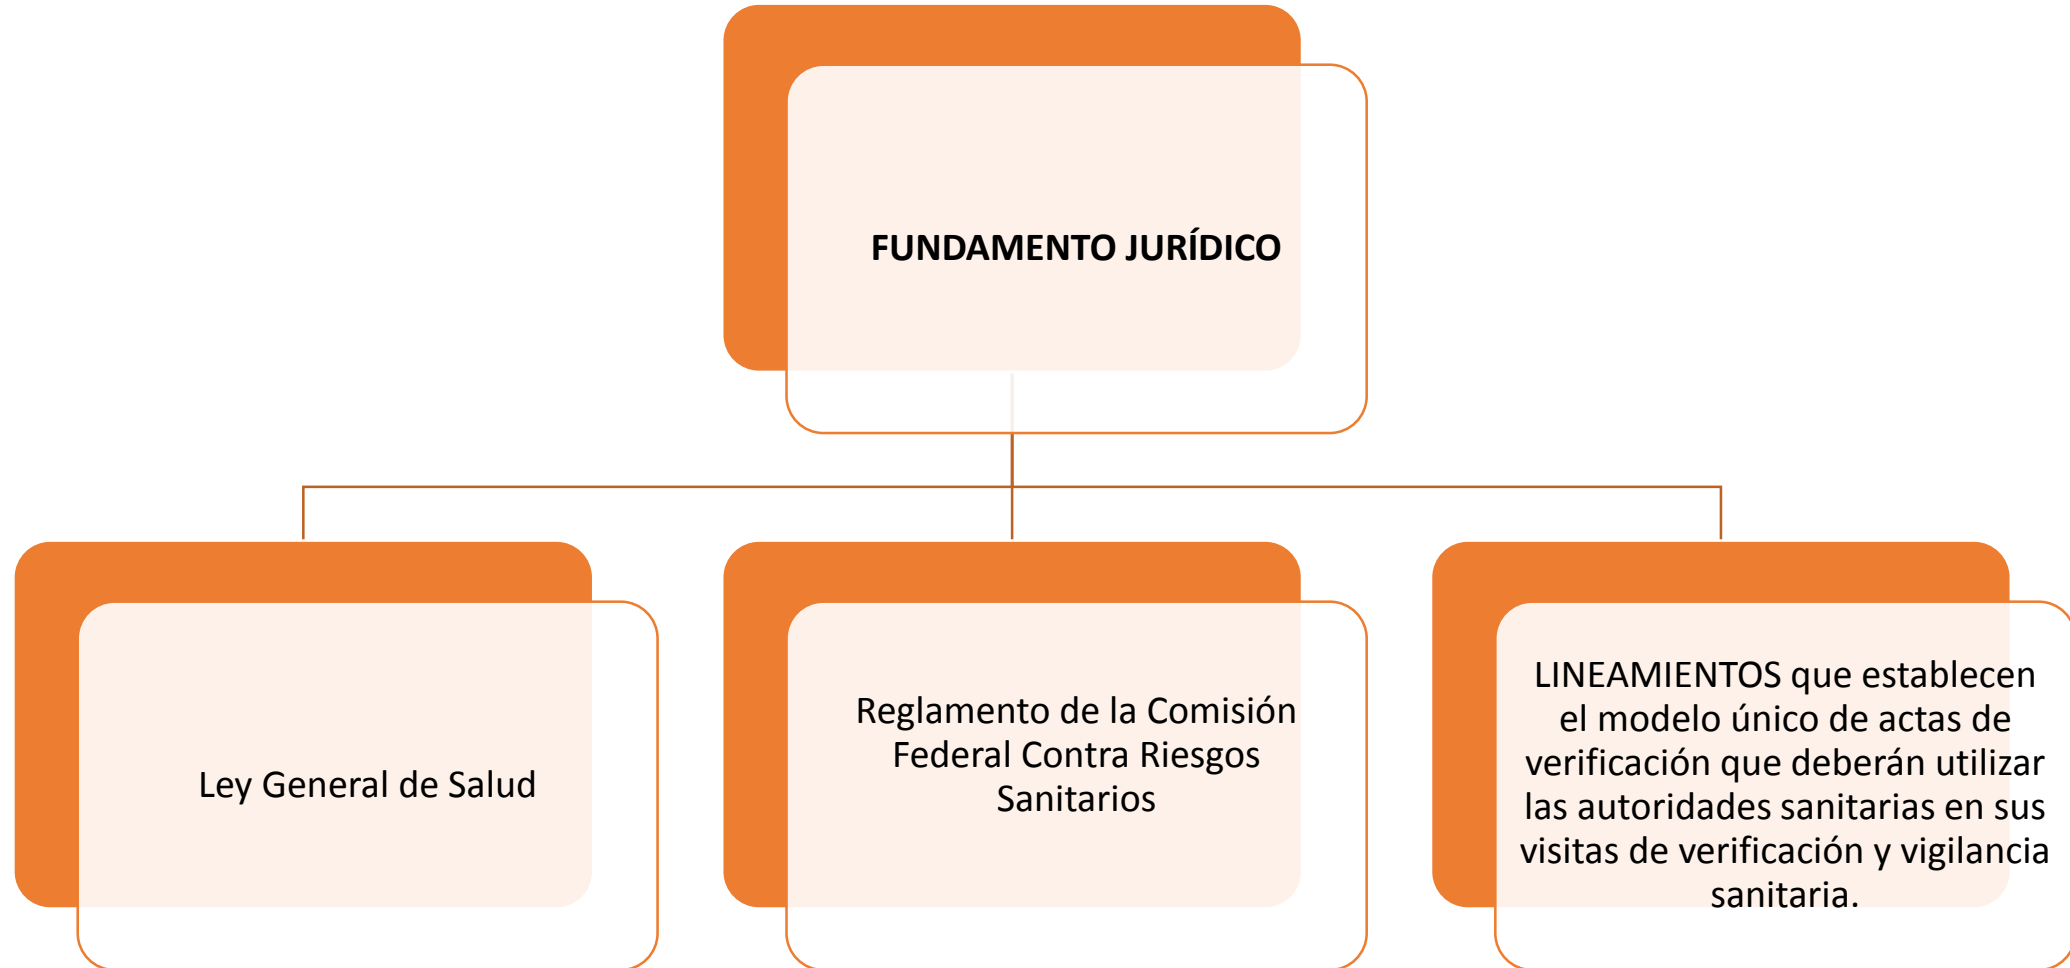 FUNDAMENTO JURÍDICO
Ley General de Salud
Reglamento de la Comisión
Federal Contra Riesgos
Sanitarios
LINEAMIENTOS que establecen
el modelo único de actas de
verificación que deberán utilizar
las autoridades sanitarias en sus
visitas de verificación y vigilancia
sanitaria.